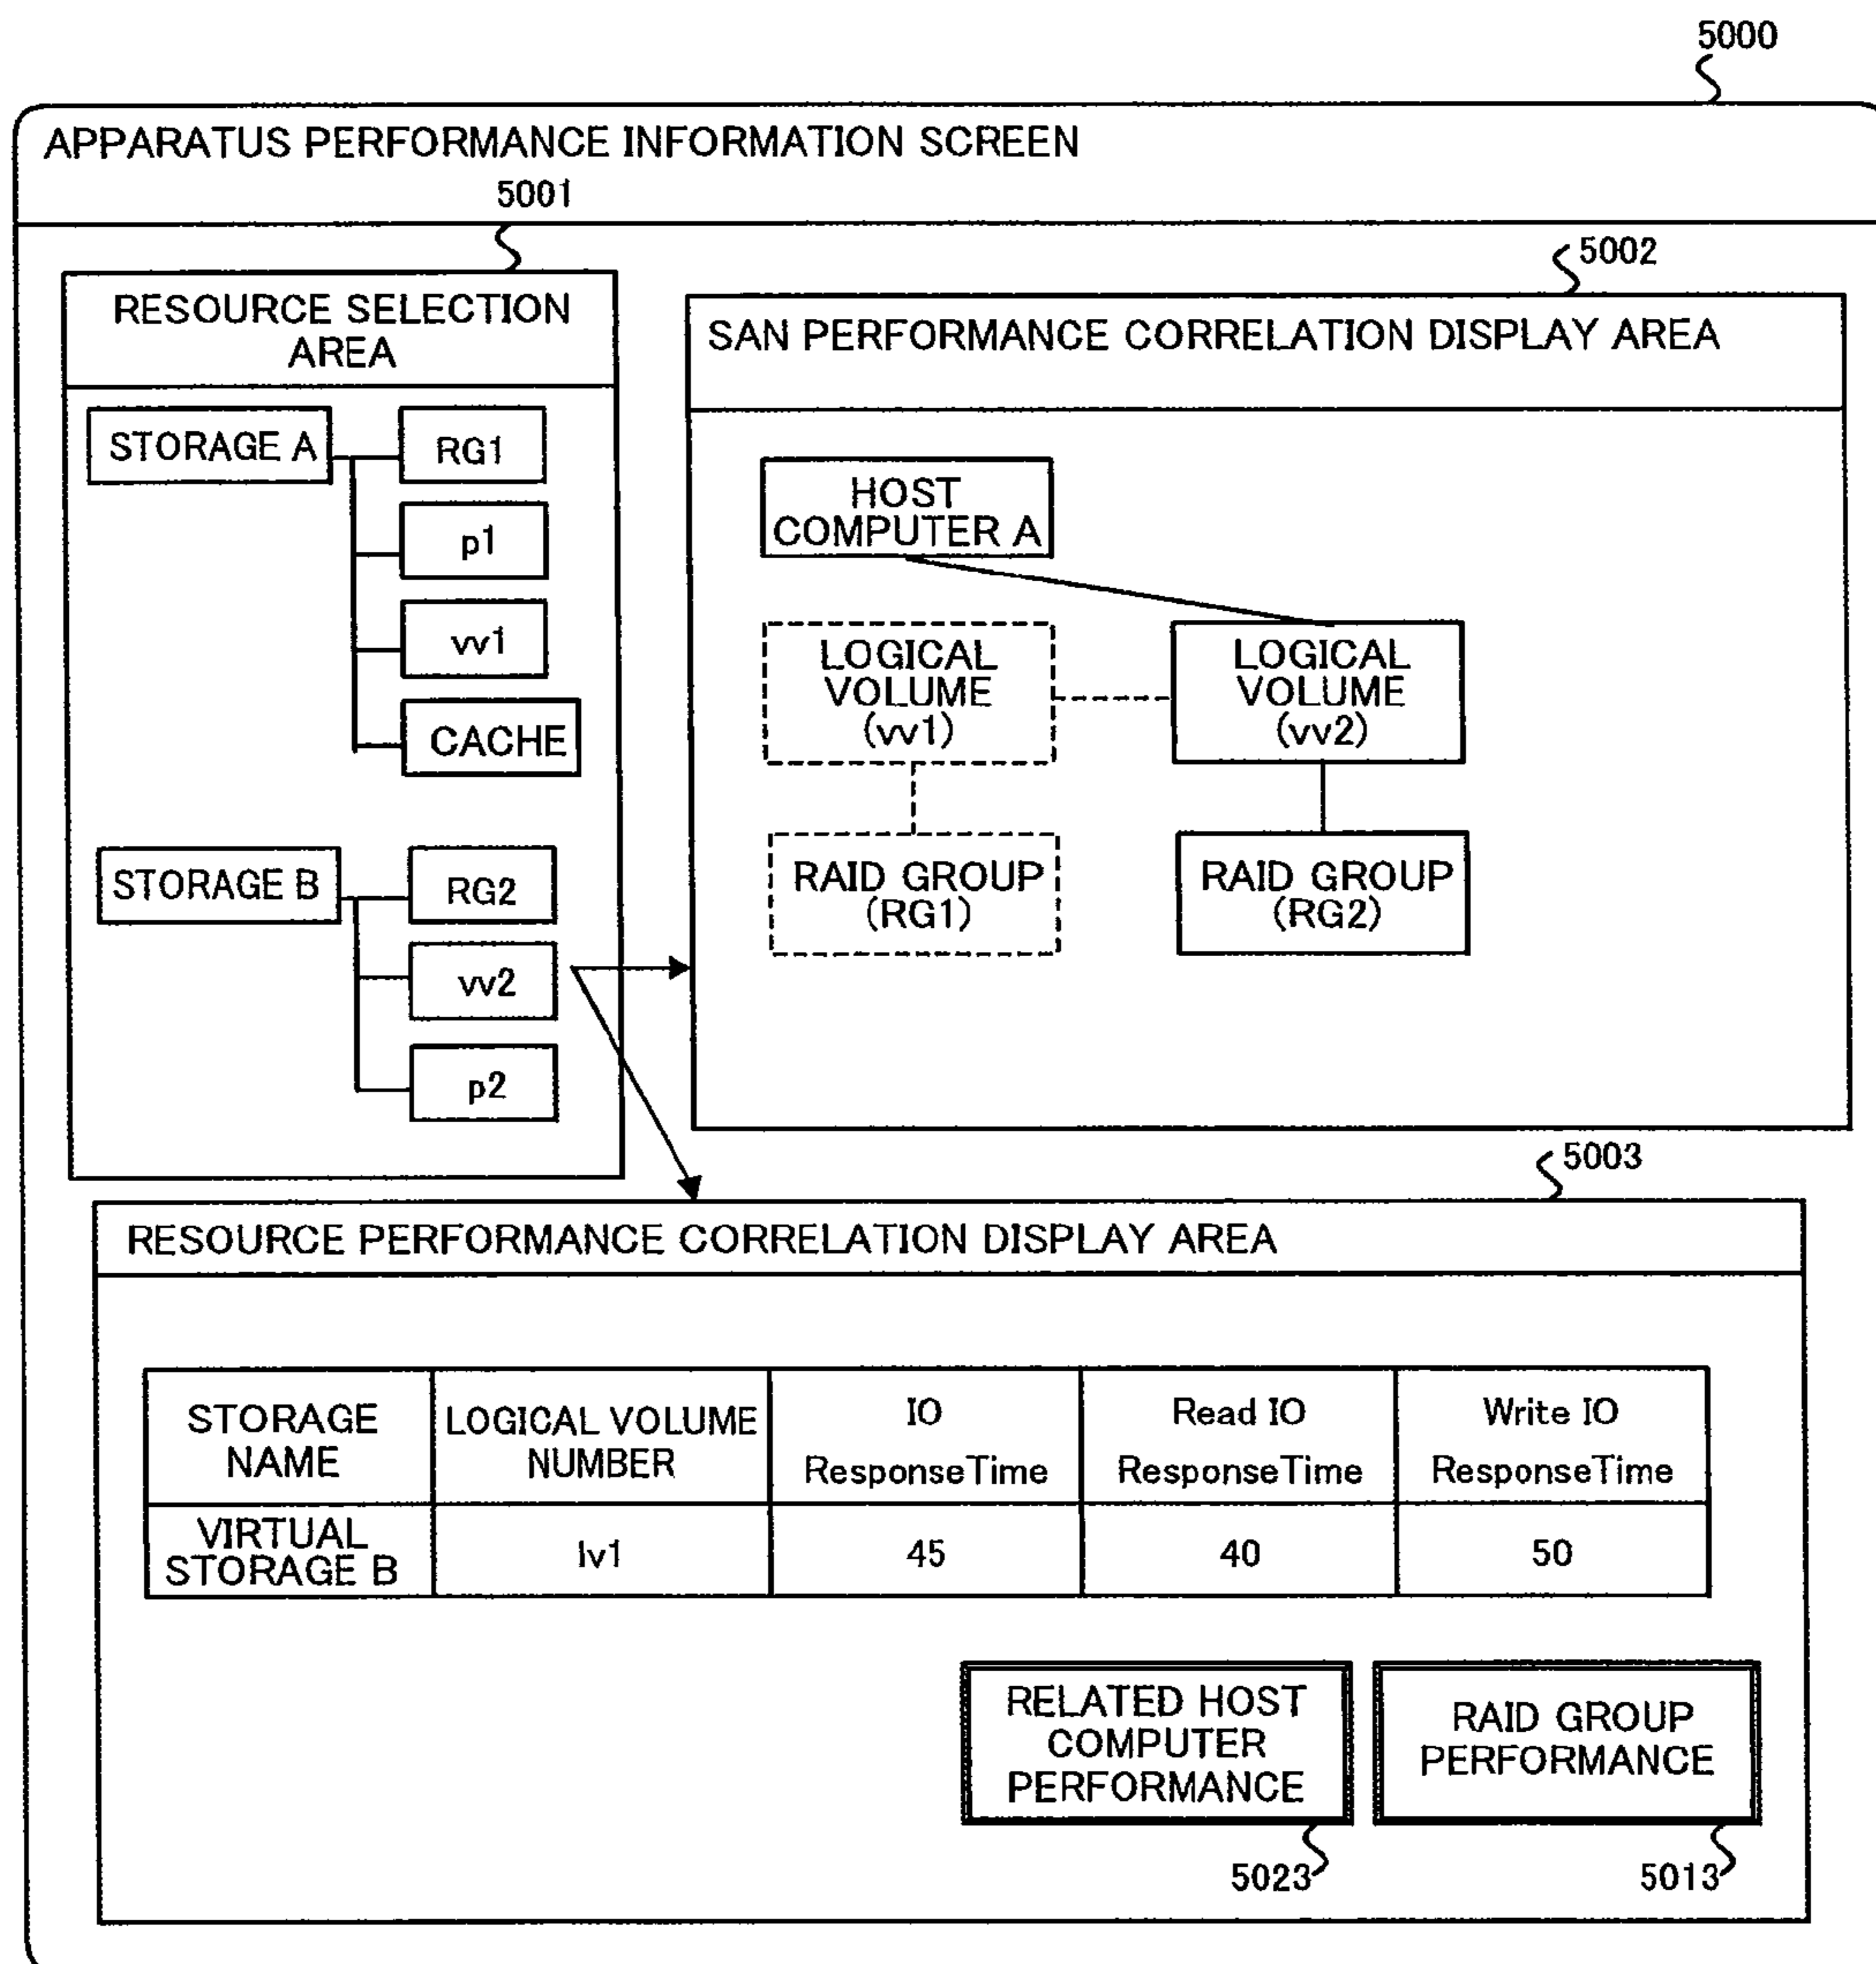 5000
APPARATUS PERFORMANCE INFORMATION SCREEN
5001
RESOURCE SELECTION
AREA
STORAGE A
RG1
p1
vv1
CACHE
STORAGE B
RG2
vv2
p2
5002
SAN PERFORMANCE CORRELATION DISPLAY AREA
HOST
COMPUTER A
LOGICAL
VOLUME
(vv1)
LOGICAL
VOLUME
(vv2)
RAID GROUP
(RG1)
RAID GROUP
(RG2)
5003
RESOURCE PERFORMANCE CORRELATION DISPLAY AREA
STORAGE
NAME
LOGICAL VOLUME
NUMBER
IO
ResponseTime
Read IO
ResponseTime
Write IO
ResponseTime
VIRTUAL
STORAGE B
lv1
45
40
50
RELATED HOST
COMPUTER
PERFORMANCE
RAID GROUP
PERFORMANCE
5023
5013